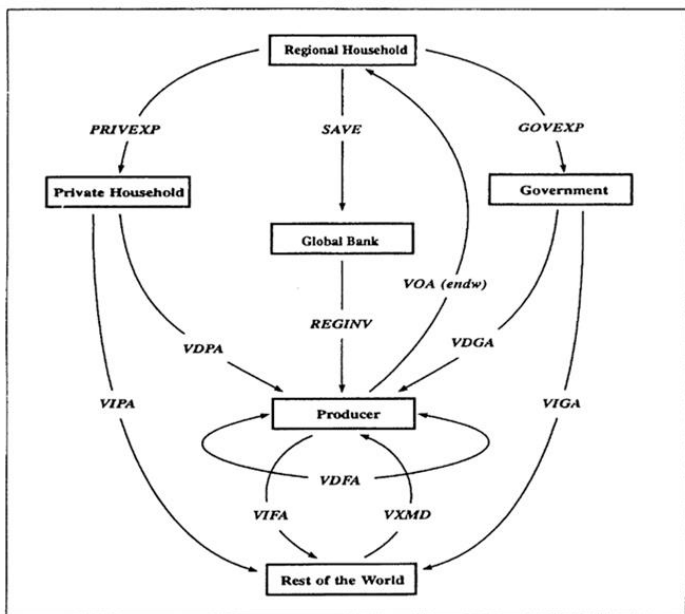 Regional Household
PRIVEXP
SAVE
GOVEXP
Private Household
Government
Global Bank
VOA (endw)
REGINV
VDPA
VDGA
VIPA
VIGA
Producer
VDFA
VIFA
VXMD
Rest of the World